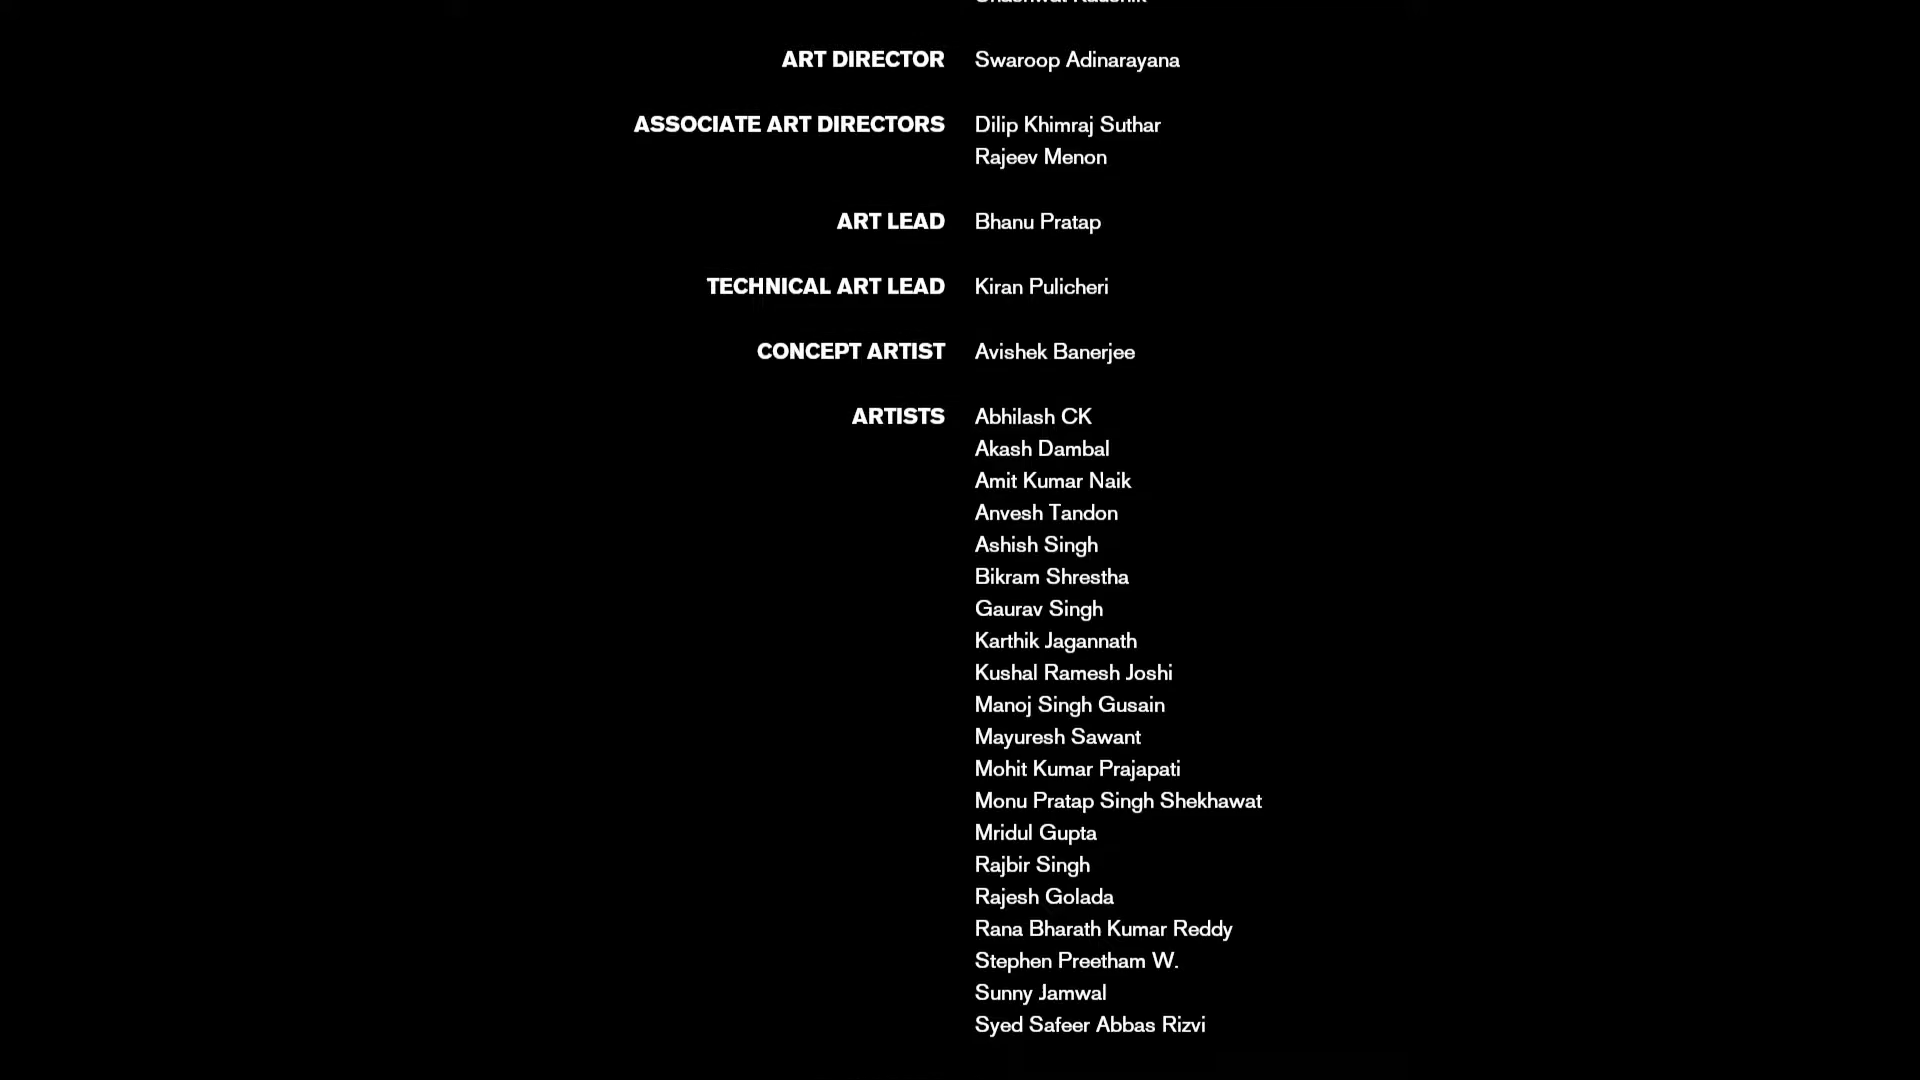 ART DIRECTOR Swaroop Adinarayana
ASSOCIATE ART DIRECTORS Dilip Khimraj Suthar
Rajeev Menon
ART LEAD Bhanu Pratap
TECHNICAL ART LEAD Kiran Pulicheri
CONCEPT ARTIST Avishek Banerjee
ARTISTS Abhilash CK
Akash Dambal
Amit Kumar Naik
Anvesh Tandon
Ashish Singh
Bikram Shrestha
Gaurav Singh
Karthik Jagannath
Kushal Ramesh Joshi
Manoj Singh Gusain
Mayuresh Sawant
Mohit Kumar Prajapati
Monu Pratap Singh Shekhawat
Mridul Gupta
Rajbir Singh
Rajesh Golada
Rana Bharath Kumar Reddy
Stephen Preetham W.
Sunny Jamwal
Syed Safeer Abbas Rizvi